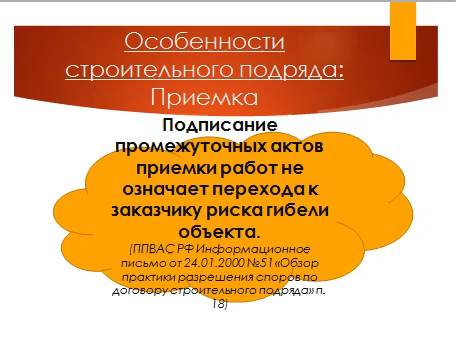 Особенности
строительного подряда:
Приемка
Подписание
промежуточных актов
приемки работ не
означает перехода к
заказчику риска гибели
объекта.
(ППВАС РФ Информационное
письмо от 24.01.2000 №51«Обзор
практики разрешения споров по
договору строительного подряда» п.
18)